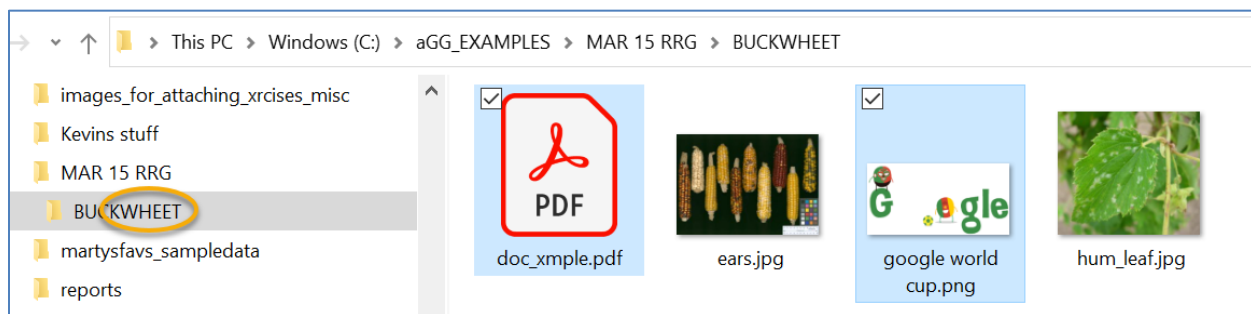 This PC > Windows (C:) > aGG_EXAMPLES > MAR 15 RRG > BUCKWHEET
images_for_attaching_xrcises_misc
Kevins stuff
MAR 15 RRG
BUCKWHEET
martysfavs_sampledata
reports
PDF
doc_xmple.pdf
ears.jpg
G gle
google world
cup.png
hum_leaf.jpg